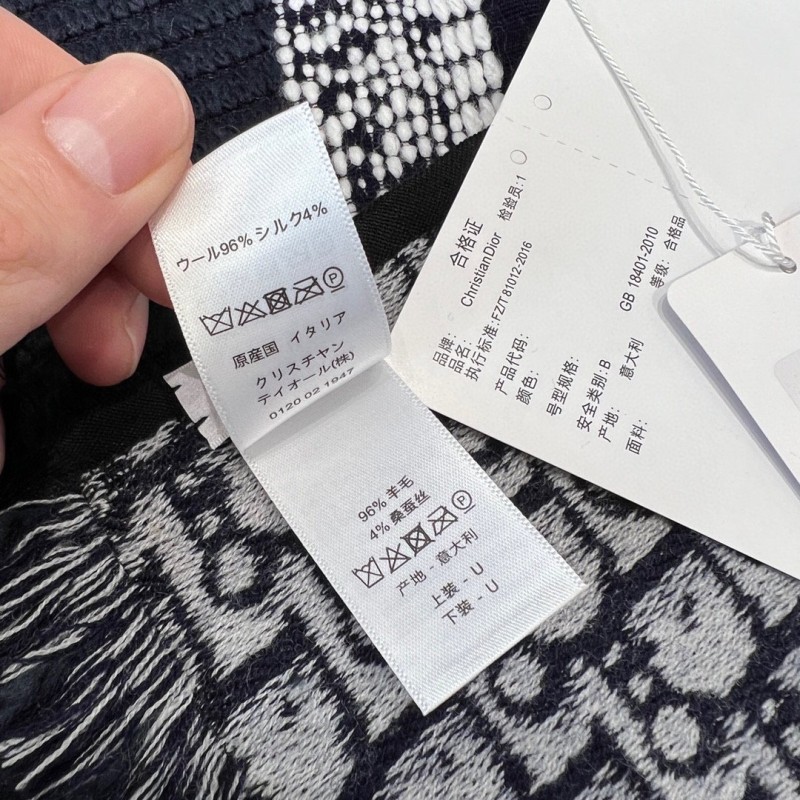 ウール96%シルク4%
P
原産国 イタリア
クリスチャン
ディオール(株)
0120 02 1947
96% 羊毛
4% 桑蚕丝
P
产地 - 意大利
上装 - U
下装 - U
合格证
品牌: ChristianDior 检验员:1
品名:
执行标准:FZ/T 81012-2016
产品代码:
颜色:
号型规格:
安全类别:B GB 18401-2010
产地: 意大利 等级: 合格品
面料: